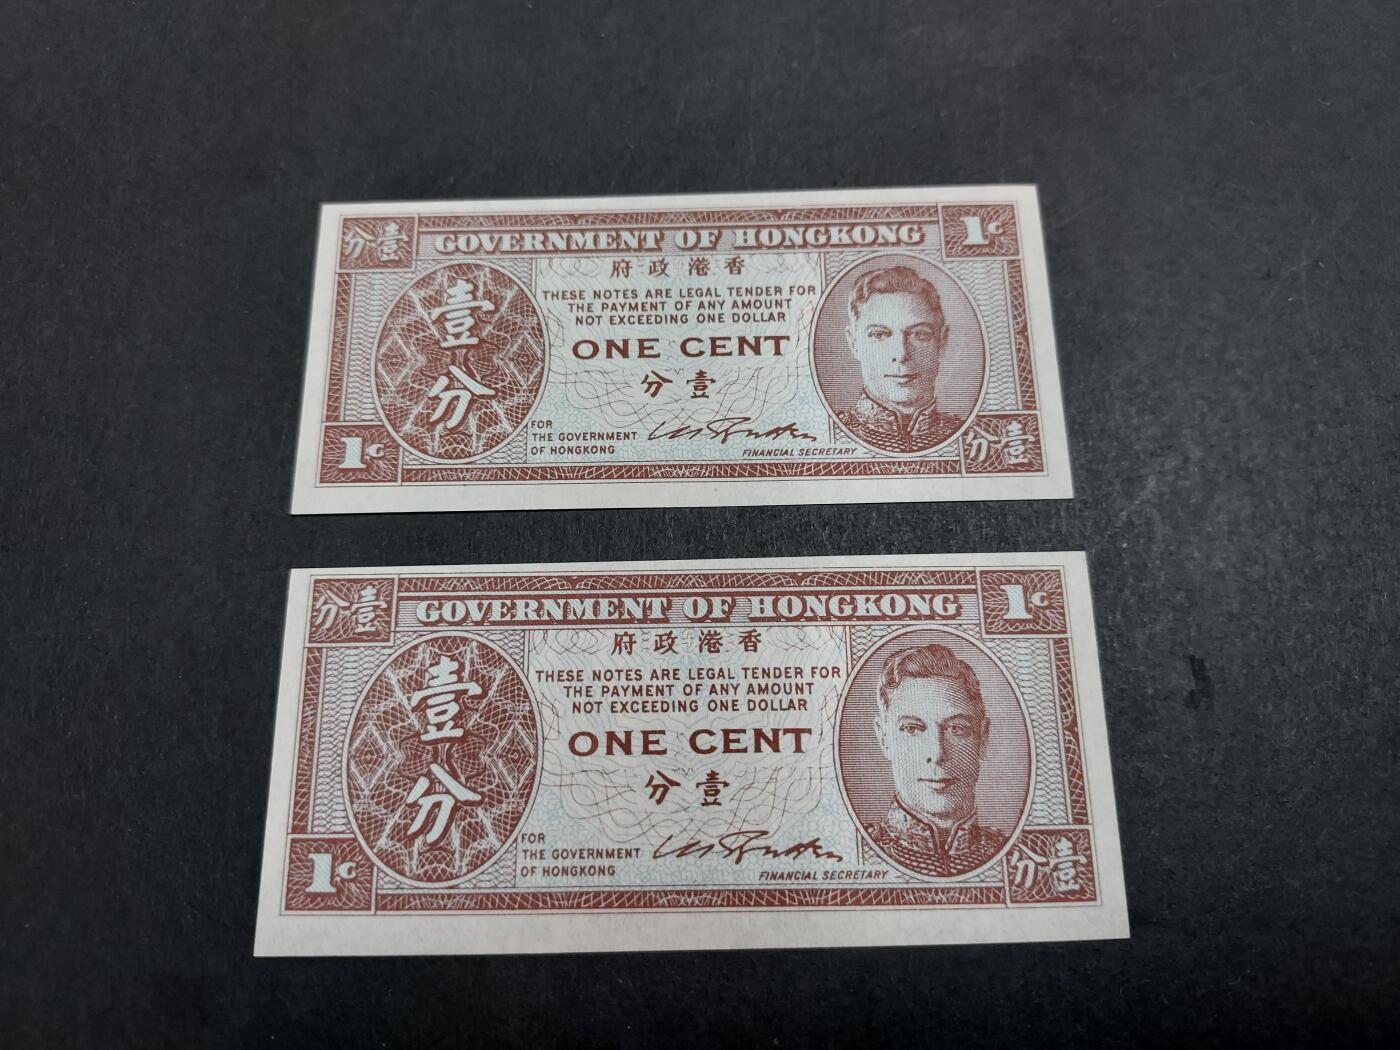 分壹 GOVERNMENT OF HONGKONG 1C
府政港香
壹分
THESE NOTES ARE LEGAL TENDER FOR
THE PAYMENT OF ANY AMOUNT
NOT EXCEEDING ONE DOLLAR
ONE CENT
分壹
FOR
THE GOVERNMENT
OF HONGKONG
FINANCIAL SECRETARY
1C
分壹
分壹 GOVERNMENT OF HONGKONG 1C
府政港香
壹分
THESE NOTES ARE LEGAL TENDER FOR
THE PAYMENT OF ANY AMOUNT
NOT EXCEEDING ONE DOLLAR
ONE CENT
分壹
FOR
THE GOVERNMENT
OF HONGKONG
FINANCIAL SECRETARY
1C
分壹